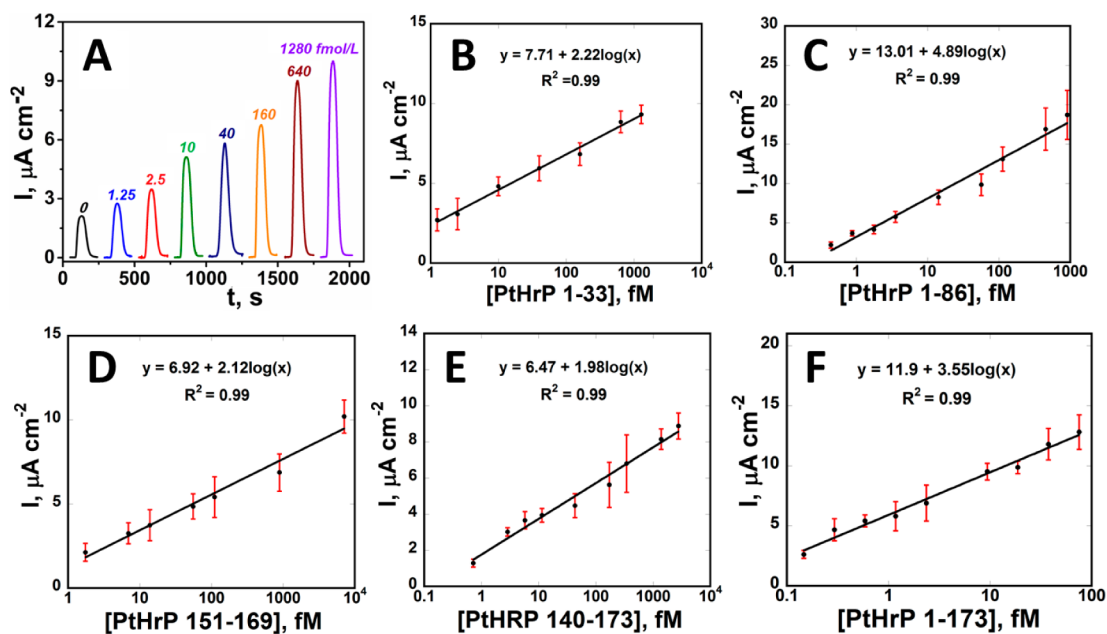 A
I, µA cm-2
12
9
6
3
0
0
1.25
2.5
10
40
160
640
1280 fmol/L
0 500 1000 1500 2000
t, s
B
y = 7.71 + 2.22log(x)
R2 =0.99
I, µA cm-2
15
10
5
0
1 10 100 1000 104
[PtHrP 1-33], fM
C
y = 13.01 + 4.89log(x)
R2 = 0.99
I, µA cm-2
30
25
20
15
10
5
0
0.1 1 10 100 1000
[PtHrP 1-86], fM
D
y = 6.92 + 2.12log(x)
R2 = 0.99
I, µA cm-2
15
10
5
0
1 10 100 1000 104
[PtHrP 151-169], fM
E
y = 6.47 + 1.98log(x)
R2 = 0.99
I, µA cm-2
14
12
10
8
6
4
2
0
0.1 1 10 100 1000 104
[PtHRP 140-173], fM
F
y = 11.9 + 3.55log(x)
R2 = 0.99
I, µA cm-2
20
15
10
5
0
0.1 1 10 100
[PtHrP 1-173], fM